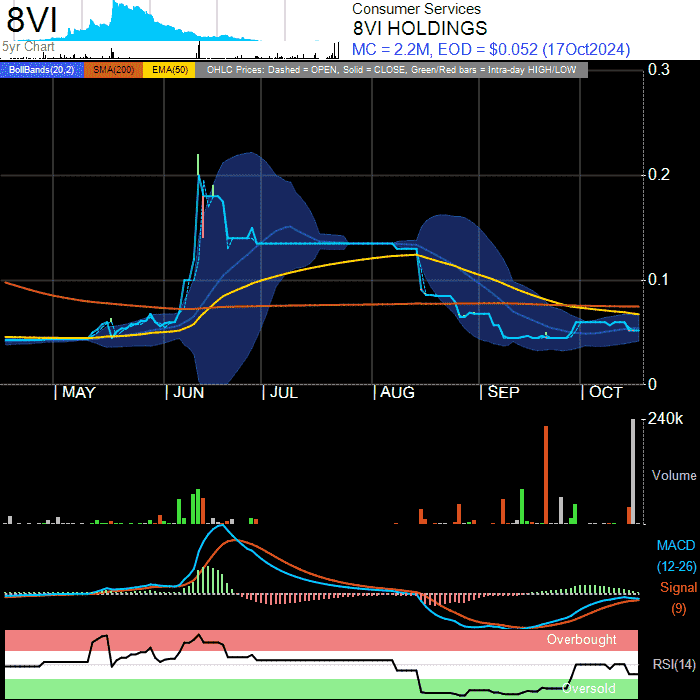 8VI
Consumer Services
8VI HOLDINGS
MC = 2.2M, EOD = $0.052 (17Oct2024)
5yr Chart
BollBands(20,2) SMA(200) EMA(50) OHLC Prices: Dashed = OPEN, Solid = CLOSE, Green/Red bars = Intra-day HIGH/LOW
0.3
0.2
0.1
0
| MAY | JUN | JUL | AUG | SEP | OCT
240k
Volume
MACD
(12-26)
Signal
(9)
Overbought
RSI(14)
Oversold